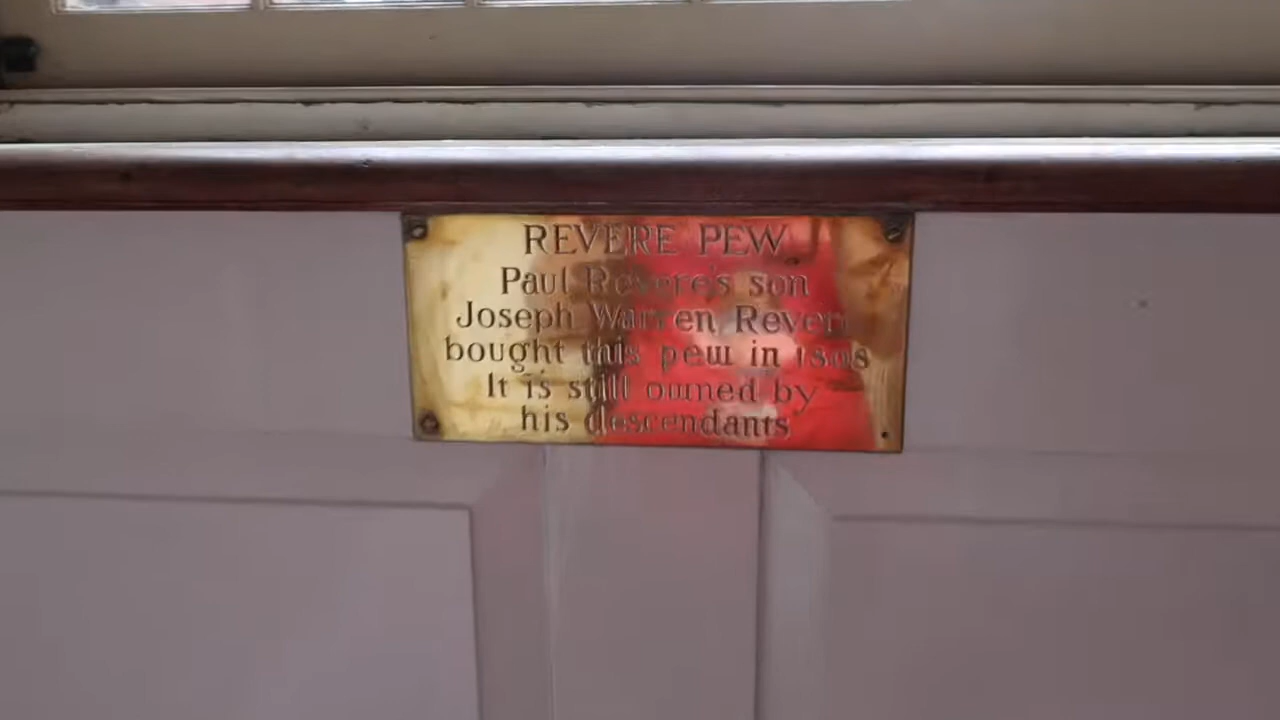 REVERE PEW
Paul Revere's son
Joseph Warren Revere
bought this pew in 1808
It is still owned by
his descendants